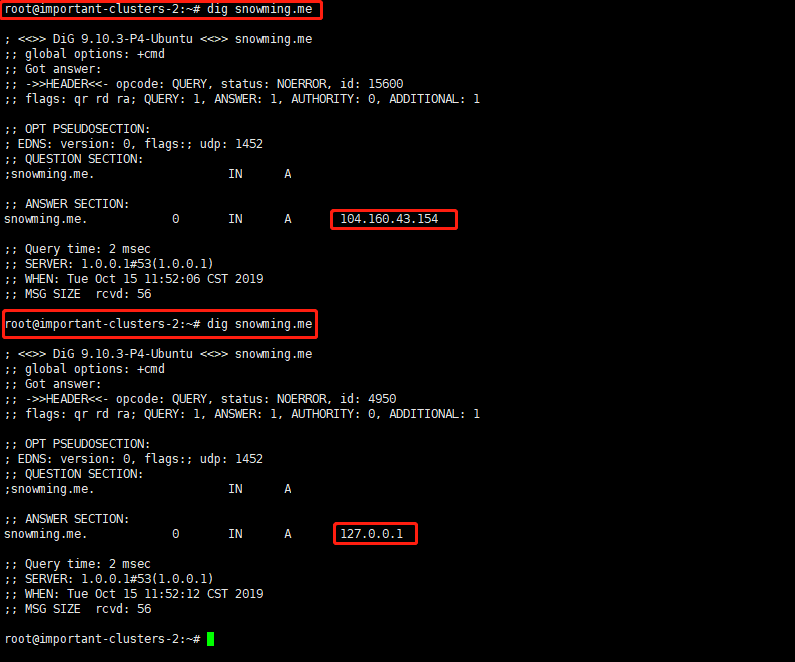 root@important-clusters-2:~# dig snowming.me
; <<>> DiG 9.10.3-P4-Ubuntu <<>> snowming.me
;; global options: +cmd
;; Got answer:
;; ->>HEADER<<- opcode: QUERY, status: NOERROR, id: 15600
;; flags: qr rd ra; QUERY: 1, ANSWER: 1, AUTHORITY: 0, ADDITIONAL: 1
;; OPT PSEUDOSECTION:
; EDNS: version: 0, flags:; udp: 1452
;; QUESTION SECTION:
;snowming.me. IN A
;; ANSWER SECTION:
snowming.me. 0 IN A 104.160.43.154
;; Query time: 2 msec
;; SERVER: 1.0.0.1#53(1.0.0.1)
;; WHEN: Tue Oct 15 11:52:06 CST 2019
;; MSG SIZE rcvd: 56
root@important-clusters-2:~# dig snowming.me
; <<>> DiG 9.10.3-P4-Ubuntu <<>> snowming.me
;; global options: +cmd
;; Got answer:
;; ->>HEADER<<- opcode: QUERY, status: NOERROR, id: 4950
;; flags: qr rd ra; QUERY: 1, ANSWER: 1, AUTHORITY: 0, ADDITIONAL: 1
;; OPT PSEUDOSECTION:
; EDNS: version: 0, flags:; udp: 1452
;; QUESTION SECTION:
;snowming.me. IN A
;; ANSWER SECTION:
snowming.me. 0 IN A 127.0.0.1
;; Query time: 2 msec
;; SERVER: 1.0.0.1#53(1.0.0.1)
;; WHEN: Tue Oct 15 11:52:12 CST 2019
;; MSG SIZE rcvd: 56
root@important-clusters-2:~#